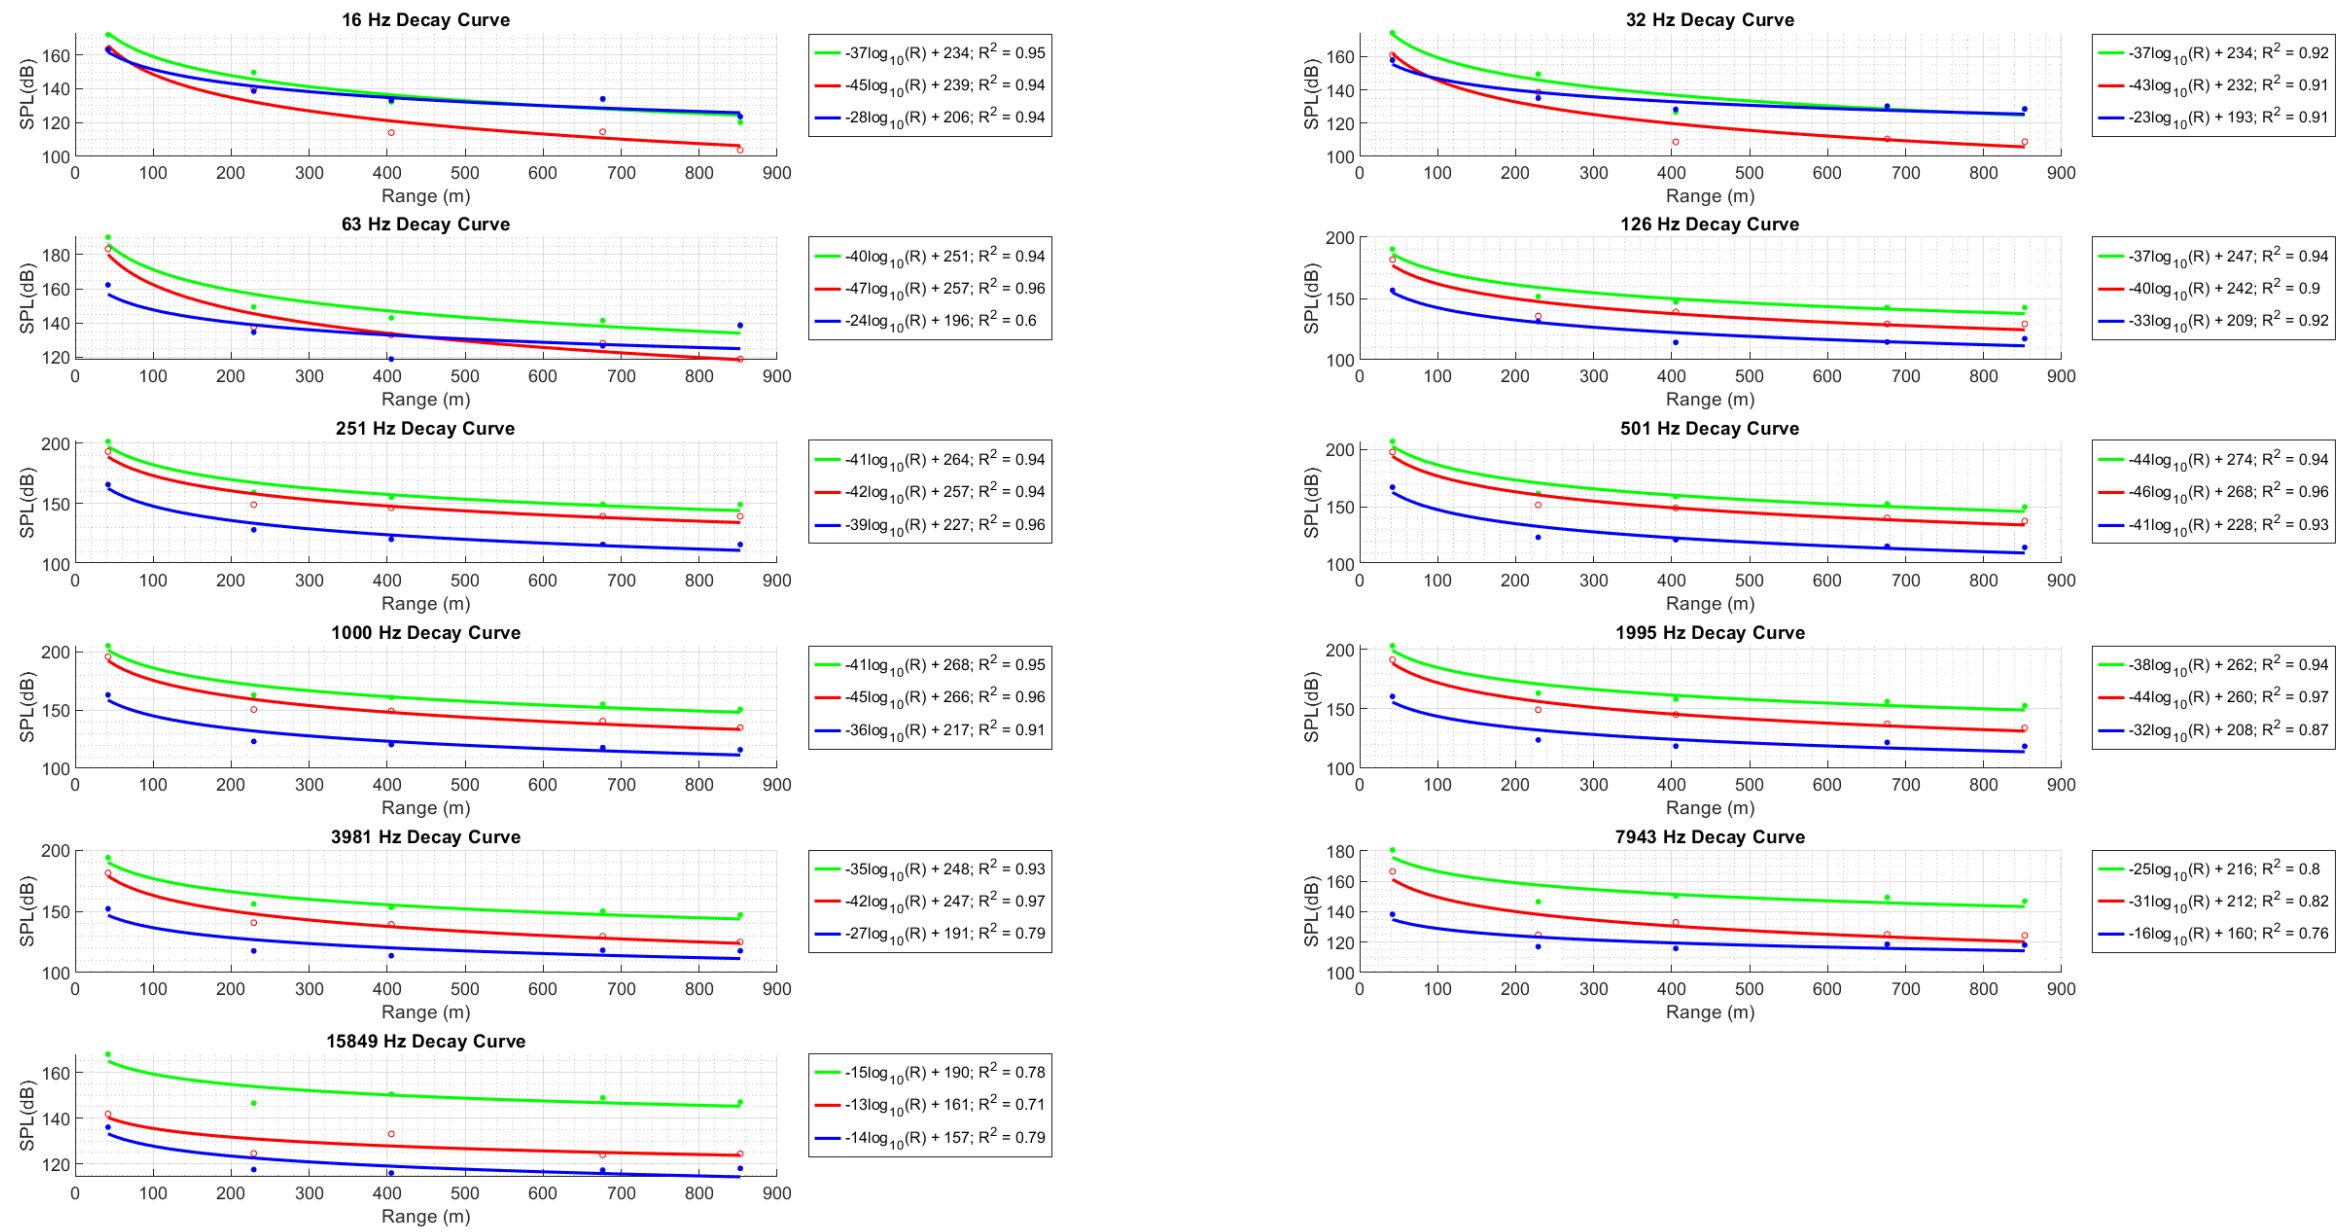 16 Hz Decay Curve
SPL(dB)
160
140
120
100
0 100 200 300 400 500 600 700 800 900
Range (m)
-37log10(R) + 234; R2 = 0.95
-45log10(R) + 239; R2 = 0.94
-28log10(R) + 206; R2 = 0.94
32 Hz Decay Curve
SPL(dB)
160
140
120
100
0 100 200 300 400 500 600 700 800 900
Range (m)
-37log10(R) + 234; R2 = 0.92
-43log10(R) + 232; R2 = 0.91
-23log10(R) + 193; R2 = 0.91
63 Hz Decay Curve
SPL(dB)
180
160
140
120
0 100 200 300 400 500 600 700 800 900
Range (m)
-40log10(R) + 251; R2 = 0.94
-47log10(R) + 257; R2 = 0.96
-24log10(R) + 196; R2 = 0.6
126 Hz Decay Curve
SPL(dB)
200
150
100
0 100 200 300 400 500 600 700 800 900
Range (m)
-37log10(R) + 247; R2 = 0.94
-40log10(R) + 242; R2 = 0.9
-33log10(R) + 209; R2 = 0.92
251 Hz Decay Curve
SPL(dB)
200
150
100
0 100 200 300 400 500 600 700 800 900
Range (m)
-41log10(R) + 264; R2 = 0.94
-42log10(R) + 257; R2 = 0.94
-39log10(R) + 227; R2 = 0.96
501 Hz Decay Curve
SPL(dB)
200
150
100
0 100 200 300 400 500 600 700 800 900
Range (m)
-44log10(R) + 274; R2 = 0.94
-46log10(R) + 268; R2 = 0.96
-41log10(R) + 228; R2 = 0.93
1000 Hz Decay Curve
SPL(dB)
200
150
100
0 100 200 300 400 500 600 700 800 900
Range (m)
-41log10(R) + 268; R2 = 0.95
-45log10(R) + 266; R2 = 0.96
-36log10(R) + 217; R2 = 0.91
1995 Hz Decay Curve
SPL(dB)
200
150
100
0 100 200 300 400 500 600 700 800 900
Range (m)
-38log10(R) + 262; R2 = 0.94
-44log10(R) + 260; R2 = 0.97
-32log10(R) + 208; R2 = 0.87
3981 Hz Decay Curve
SPL(dB)
200
150
100
0 100 200 300 400 500 600 700 800 900
Range (m)
-35log10(R) + 248; R2 = 0.93
-42log10(R) + 247; R2 = 0.97
-27log10(R) + 191; R2 = 0.79
7943 Hz Decay Curve
SPL(dB)
180
160
140
120
100
0 100 200 300 400 500 600 700 800 900
Range (m)
-25log10(R) + 216; R2 = 0.8
-31log10(R) + 212; R2 = 0.82
-16log10(R) + 160; R2 = 0.76
15849 Hz Decay Curve
SPL(dB)
160
140
120
0 100 200 300 400 500 600 700 800 900
Range (m)
-15log10(R) + 190; R2 = 0.78
-13log10(R) + 161; R2 = 0.71
-14log10(R) + 157; R2 = 0.79